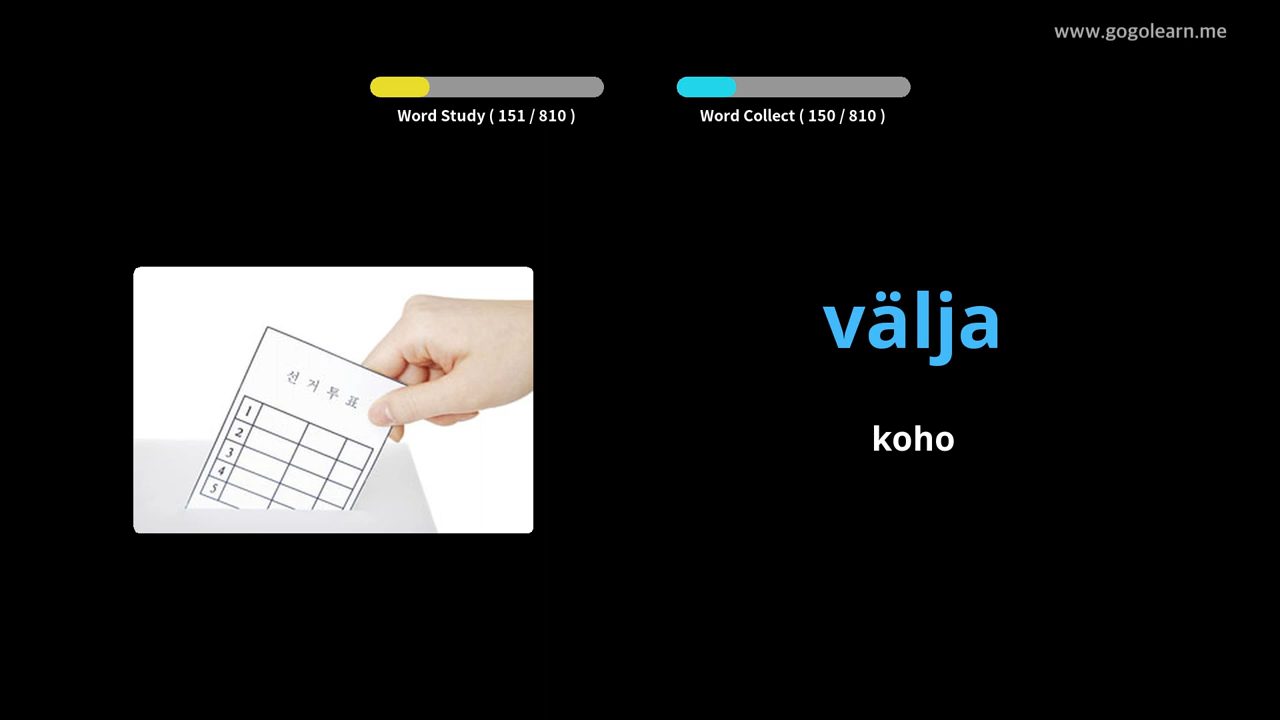 www.gogolearn.me
Word Study ( 151 / 810 )
Word Collect ( 150 / 810 )
välja
koho
선거투표
1
2
3
4
5